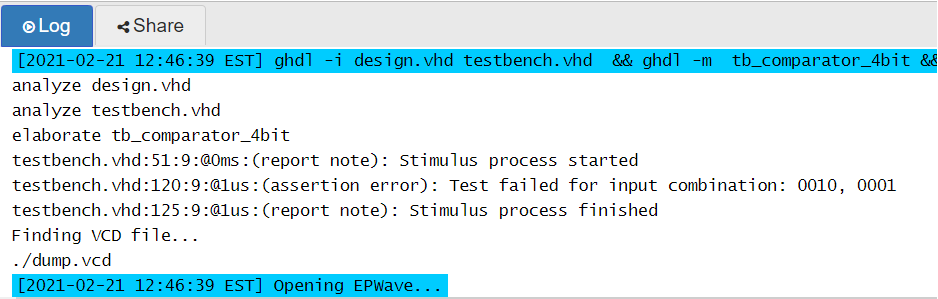 Log
Share
[2021-02-21 12:46:39 EST] ghdl -i design.vhd testbench.vhd && ghdl -m tb_comparator_4bit &&
analyze design.vhd
analyze testbench.vhd
elaborate tb_comparator_4bit
testbench.vhd:51:9:@0ms:(report note): Stimulus process started
testbench.vhd:120:9:@1us:(assertion error): Test failed for input combination: 0010, 0001
testbench.vhd:125:9:@1us:(report note): Stimulus process finished
Finding VCD file...
./dump.vcd
[2021-02-21 12:46:39 EST] Opening EPWave...